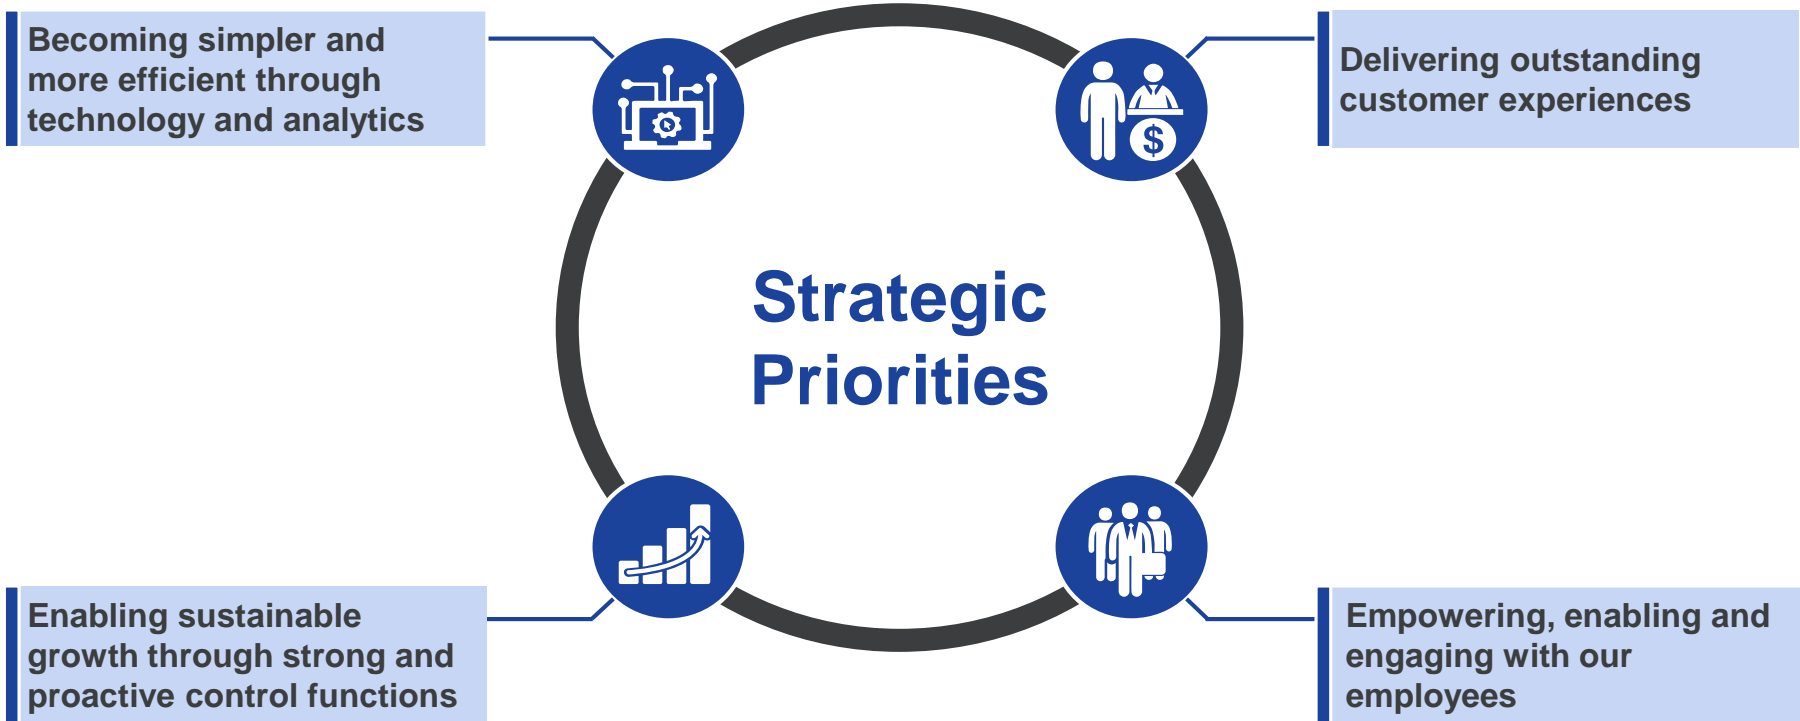 Becoming simpler and
more efficient through
technology and analytics
Delivering outstanding
customer experiences
$
Strategic
Priorities
Enabling sustainable
growth through strong and
proactive control functions
Empowering, enabling and
engaging with our
employees